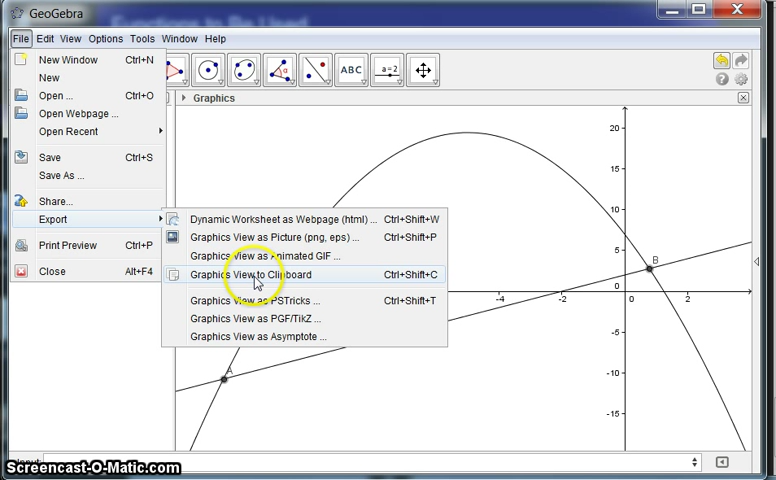 Functions to Be Used
GeoGebra
File Edit View Options Tools Window Help
New Window Ctrl+N
New
Open ... Ctrl+O
Open Webpage ...
Open Recent
Save Ctrl+S
Save As ...
Share...
Export
Print Preview Ctrl+P
Close Alt+F4
ABC
a=2
α
Graphics
Dynamic Worksheet as Webpage (html) ... Ctrl+Shift+W
Graphics View as Picture (png, eps) ... Ctrl+Shift+P
Graphics View as Animated GIF ...
Graphics View to Clipboard Ctrl+Shift+C
Graphics View as PSTricks ... Ctrl+Shift+T
Graphics View as PGF/TikZ ...
Graphics View as Asymptote ...
20
15
10
5
0
-5
-10
-15
-2 0 2 4
A
B
Screencast-O-Matic.com